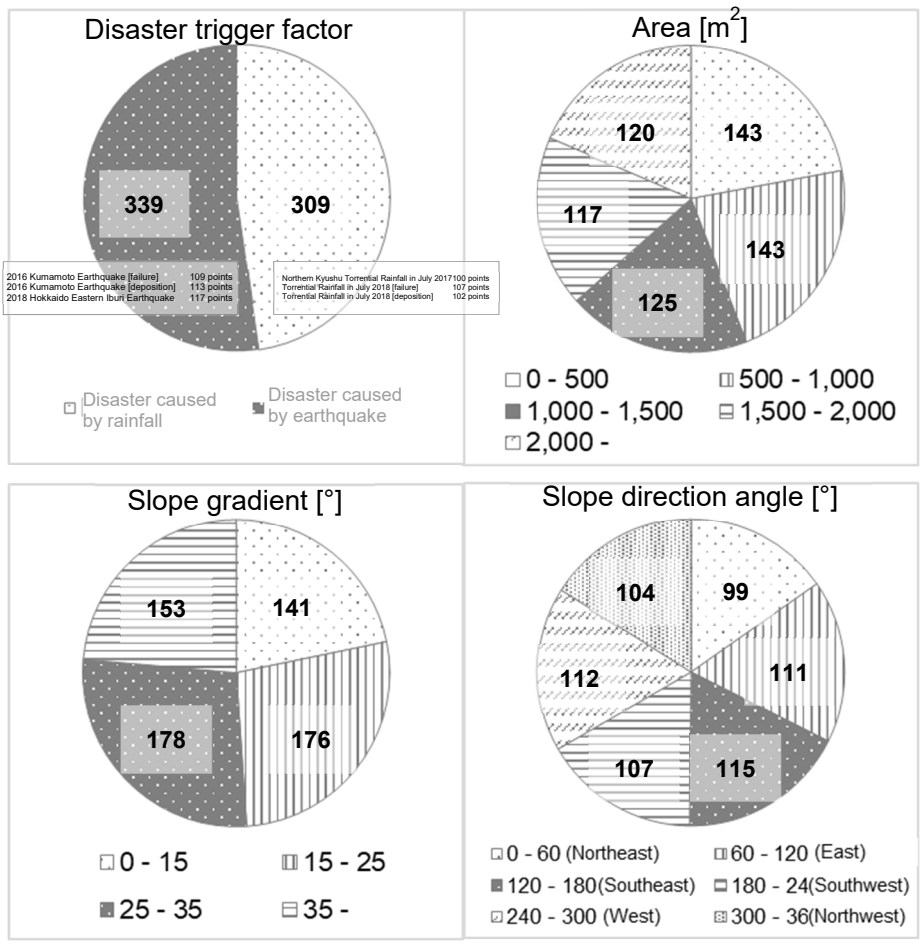 Disaster trigger factor
339
309
2016 Kumamoto Earthquake [failure] 109 points
2016 Kumamoto Earthquake [deposition] 113 points
2018 Hokkaido Eastern Iburi Earthquake 117 points
Northern Kyushu Torrential Rainfall in July 2017100 points
Torrential Rainfall in July 2018 [failure] 107 points
Torrential Rainfall in July 2018 [deposition] 102 points
Disaster caused
by rainfall
Disaster caused
by earthquake
Area [m²]
120
143
117
143
125
0 - 500
500 - 1,000
1,000 - 1,500
1,500 - 2,000
2,000 -
Slope gradient [°]
153
141
178
176
0 - 15
15 - 25
25 - 35
35 -
Slope direction angle [°]
104
99
112
111
107
115
0 - 60 (Northeast)
60 - 120 (East)
120 - 180(Southeast)
180 - 24(Southwest)
240 - 300 (West)
300 - 36(Northwest)